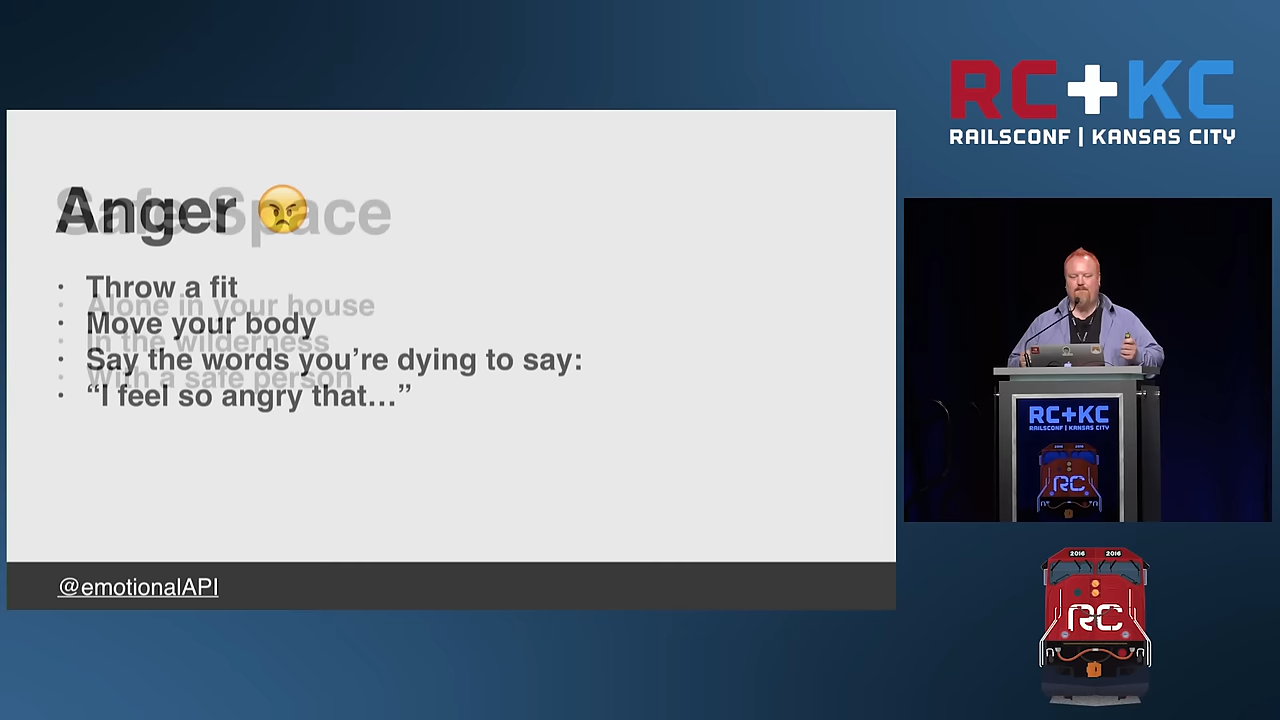 RC+KC
RAILSCONF | KANSAS CITY
Anger 😠
Safe Space
• Throw a fit
• Alone in your house
• Move your body
• In the wilderness
• Say the words you’re dying to say:
• With a safe person
• “I feel so angry that…”
@emotionalAPI
RC+KC
RAILSCONF | KANSAS CITY
RC
2016 2016
RC